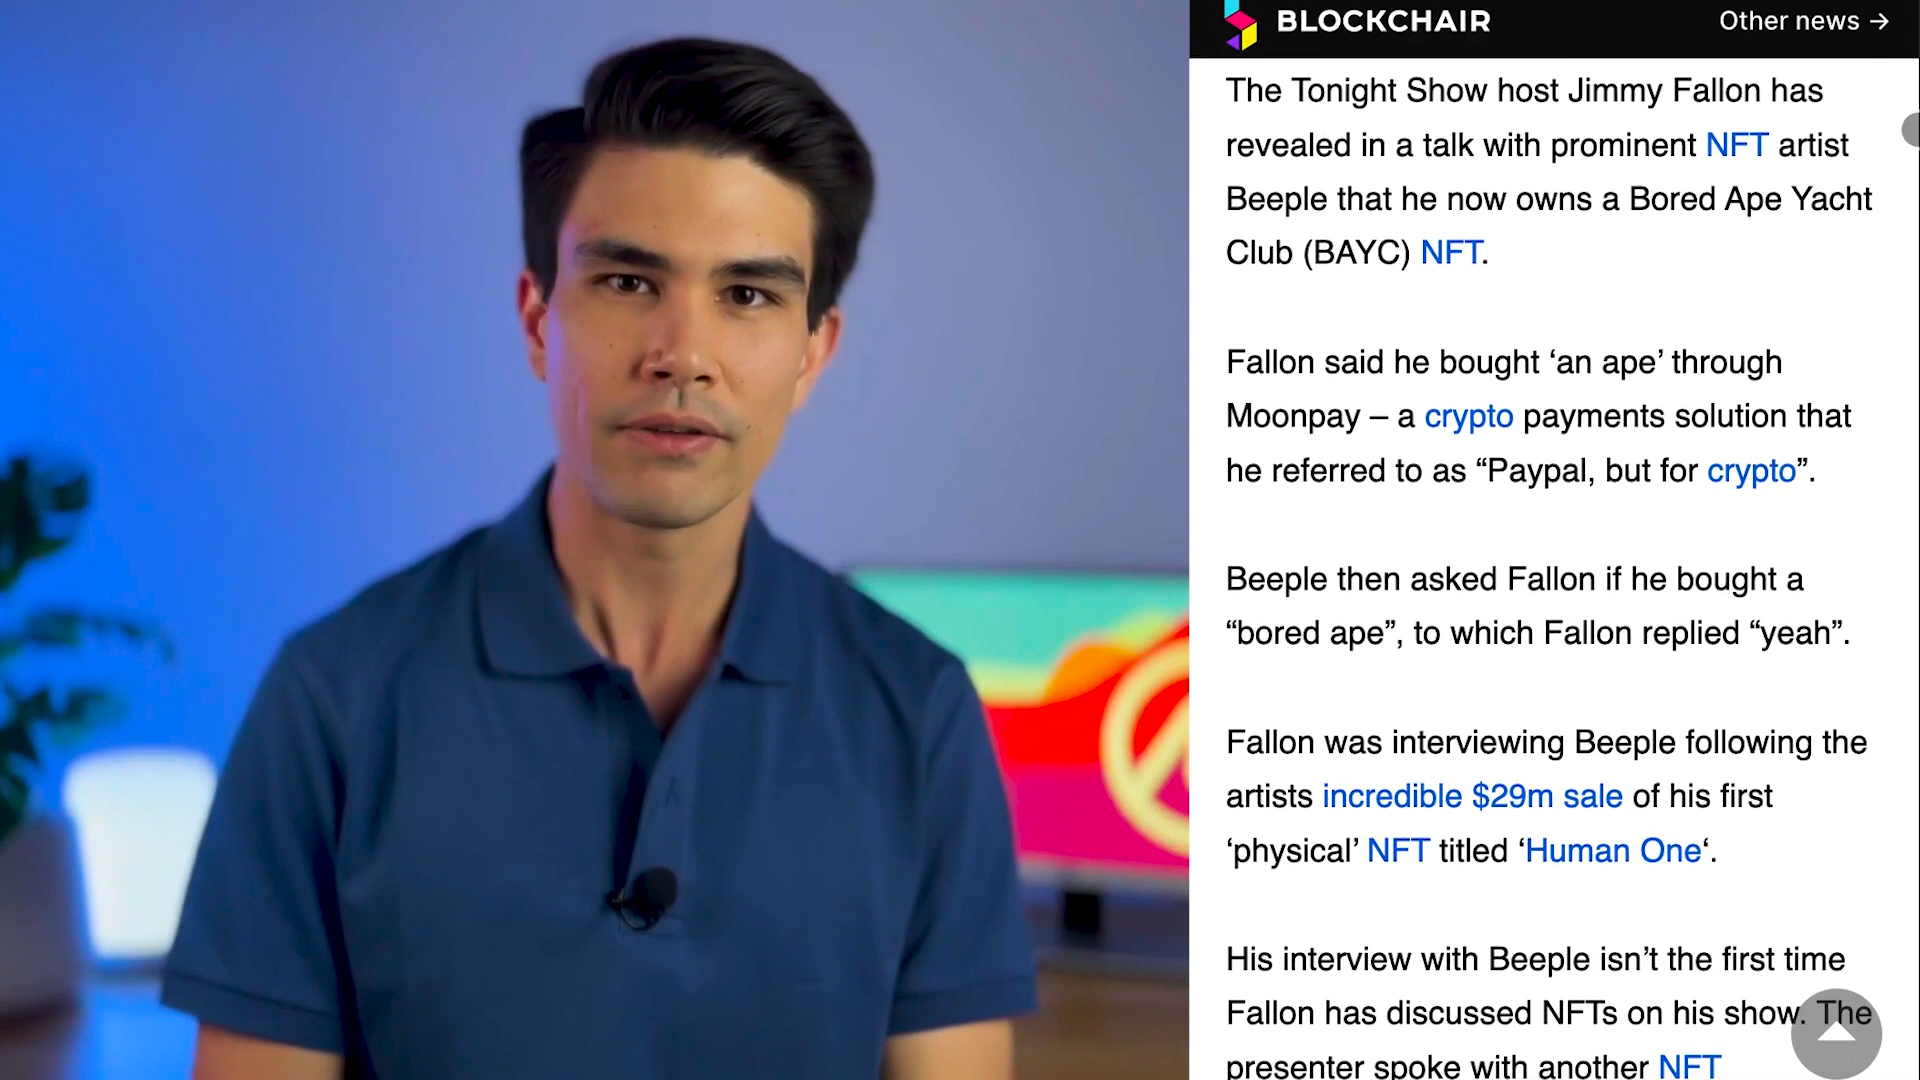 BLOCKCHAIR
Other news →
The Tonight Show host Jimmy Fallon has
revealed in a talk with prominent NFT artist
Beeple that he now owns a Bored Ape Yacht
Club (BAYC) NFT.
Fallon said he bought ‘an ape’ through
Moonpay – a crypto payments solution that
he referred to as “Paypal, but for crypto”.
Beeple then asked Fallon if he bought a
“bored ape”, to which Fallon replied “yeah”.
Fallon was interviewing Beeple following the
artists incredible $29m sale of his first
‘physical’ NFT titled ‘Human One‘.
His interview with Beeple isn’t the first time
Fallon has discussed NFTs on his show. The
presenter spoke with another NFT